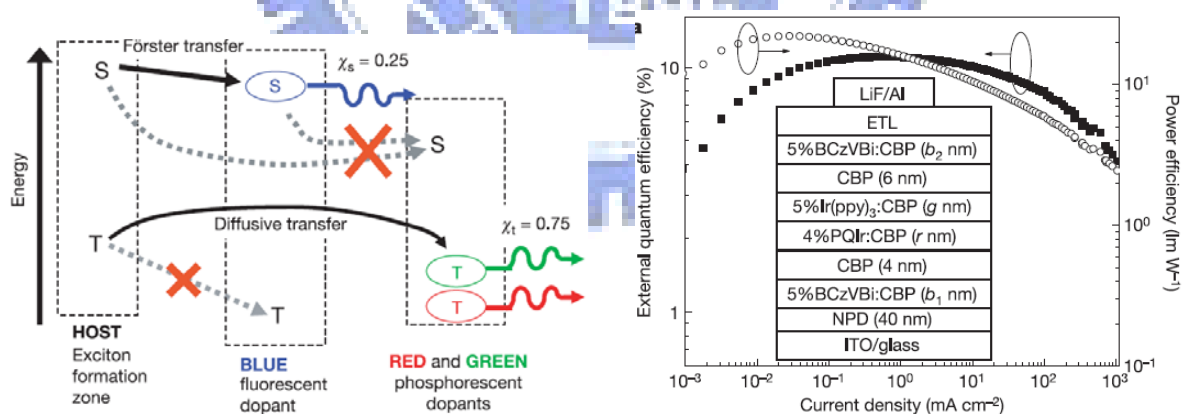 Förster transfer
χs = 0.25
S
S
S
Energy
Diffusive transfer
χt = 0.75
T
T
T
T
HOST
Exciton
formation
zone
BLUE
fluorescent
dopant
RED and GREEN
phosphorescent
dopants
a
External quantum efficiency (%)
10
1
LiF/Al
ETL
5%BCzVBi:CBP (b₂ nm)
CBP (6 nm)
5%Ir(ppy)₃:CBP (g nm)
4%PQIr:CBP (r nm)
CBP (4 nm)
5%BCzVBi:CBP (b₁ nm)
NPD (40 nm)
ITO/glass
10¹
10⁰
10⁻¹
Power efficiency (lm W⁻¹)
10⁻³ 10⁻² 10⁻¹ 10⁰ 10¹ 10² 10³
Current density (mA cm⁻²)